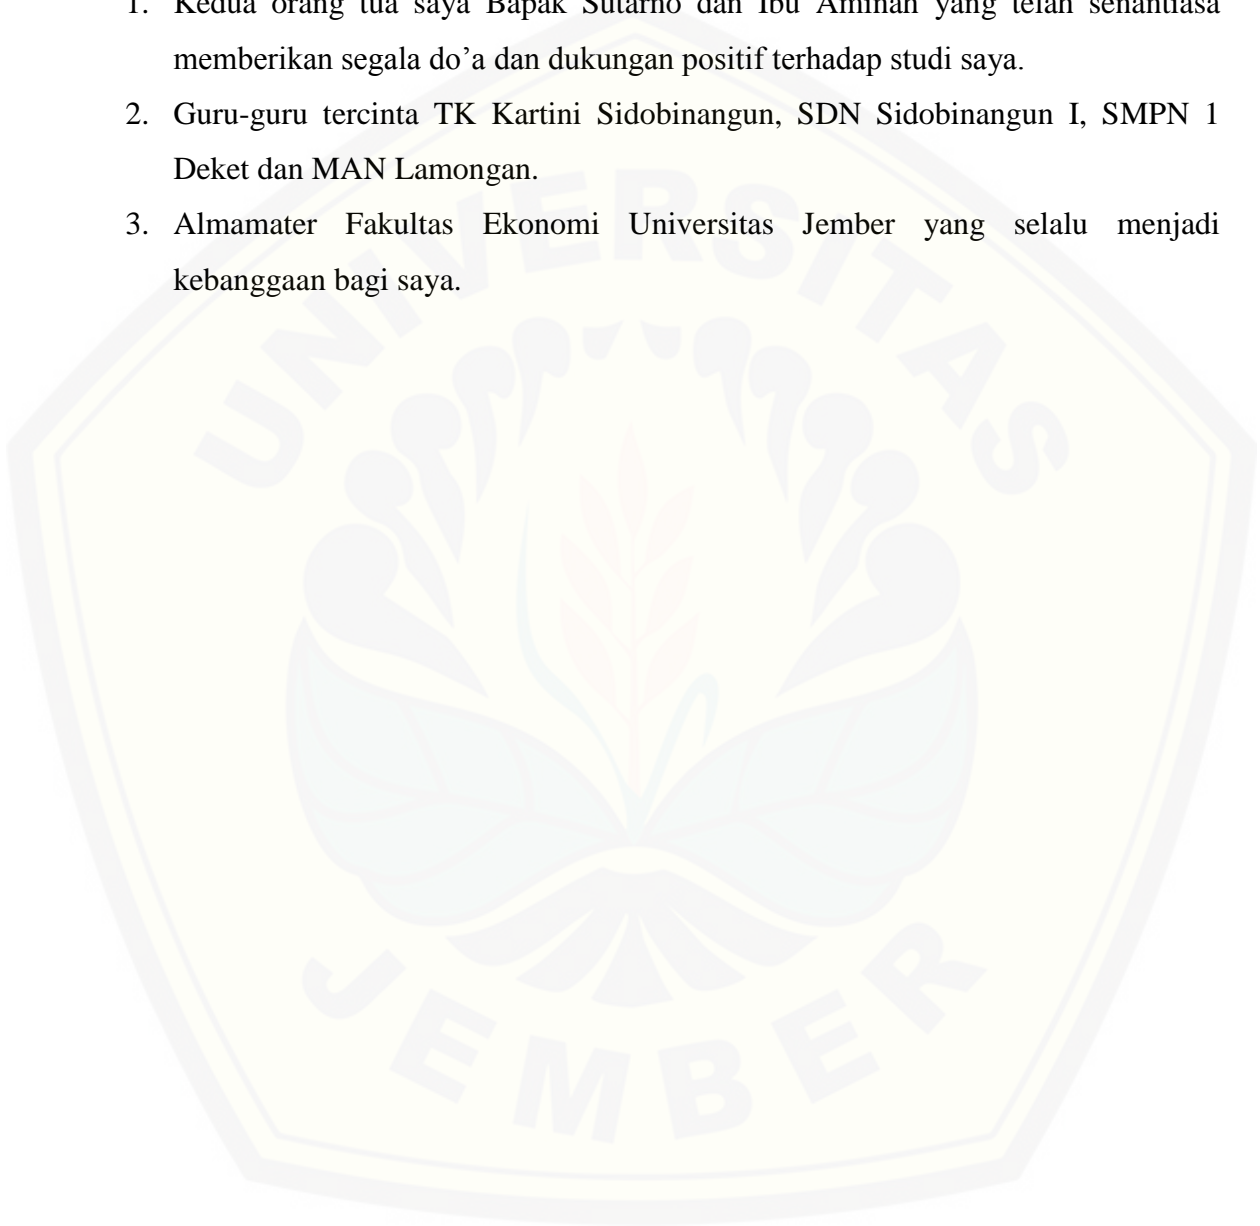 1. Kedua orang tua saya Bapak Sutarno dan Ibu Aminah yang telah senantiasa
memberikan segala do’a dan dukungan positif terhadap studi saya.
2. Guru-guru tercinta TK Kartini Sidobinangun, SDN Sidobinangun I, SMPN 1
Deket dan MAN Lamongan.
3. Almamater Fakultas Ekonomi Universitas Jember yang selalu menjadi
kebanggaan bagi saya.
UNIVERSITAS
JEMBER